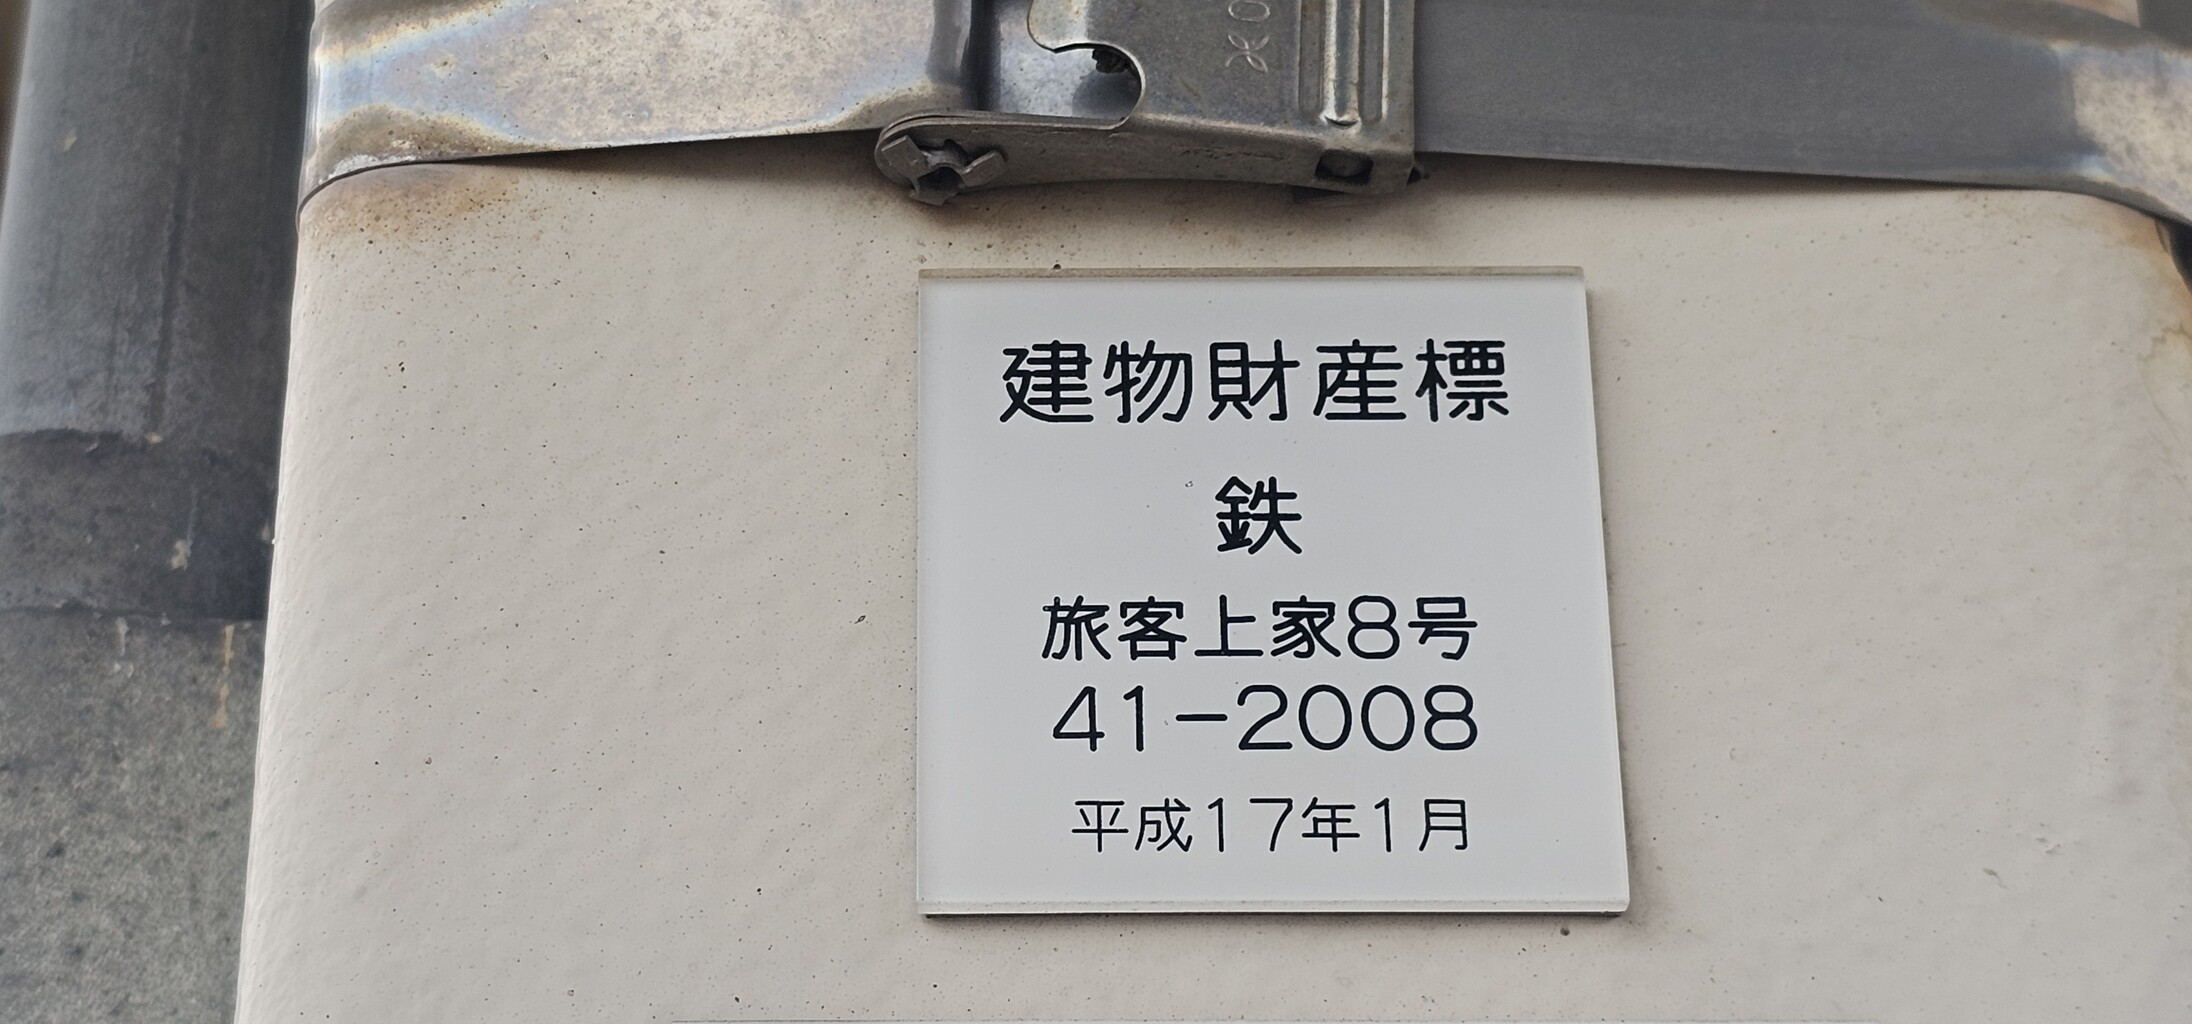 建物財産標
鉄
旅客上家8号
41-2008
平成17年1月